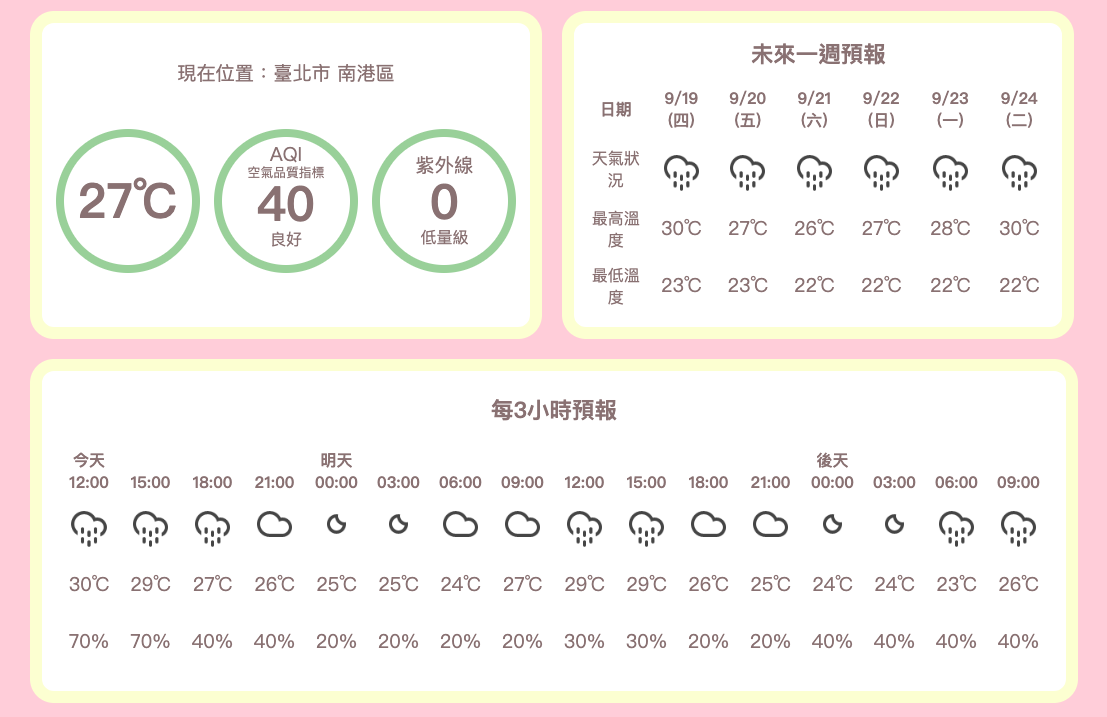 現在位置：臺北市 南港區
27℃
AQI
空氣品質指標
40
良好
紫外線
0
低量級
未來一週預報
日期 9/19 9/20 9/21 9/22 9/23 9/24
(四) (五) (六) (日) (一) (二)
天氣狀
況
最高溫
度
30℃ 27℃ 26℃ 27℃ 28℃ 30℃
最低溫
度
23℃ 23℃ 22℃ 22℃ 22℃ 22℃
每3小時預報
今天 明天 後天
12:00 15:00 18:00 21:00 00:00 03:00 06:00 09:00 12:00 15:00 18:00 21:00 00:00 03:00 06:00 09:00
30℃ 29℃ 27℃ 26℃ 25℃ 25℃ 24℃ 27℃ 29℃ 29℃ 26℃ 25℃ 24℃ 24℃ 23℃ 26℃
70% 70% 40% 40% 20% 20% 20% 20% 30% 30% 20% 20% 40% 40% 40% 40%